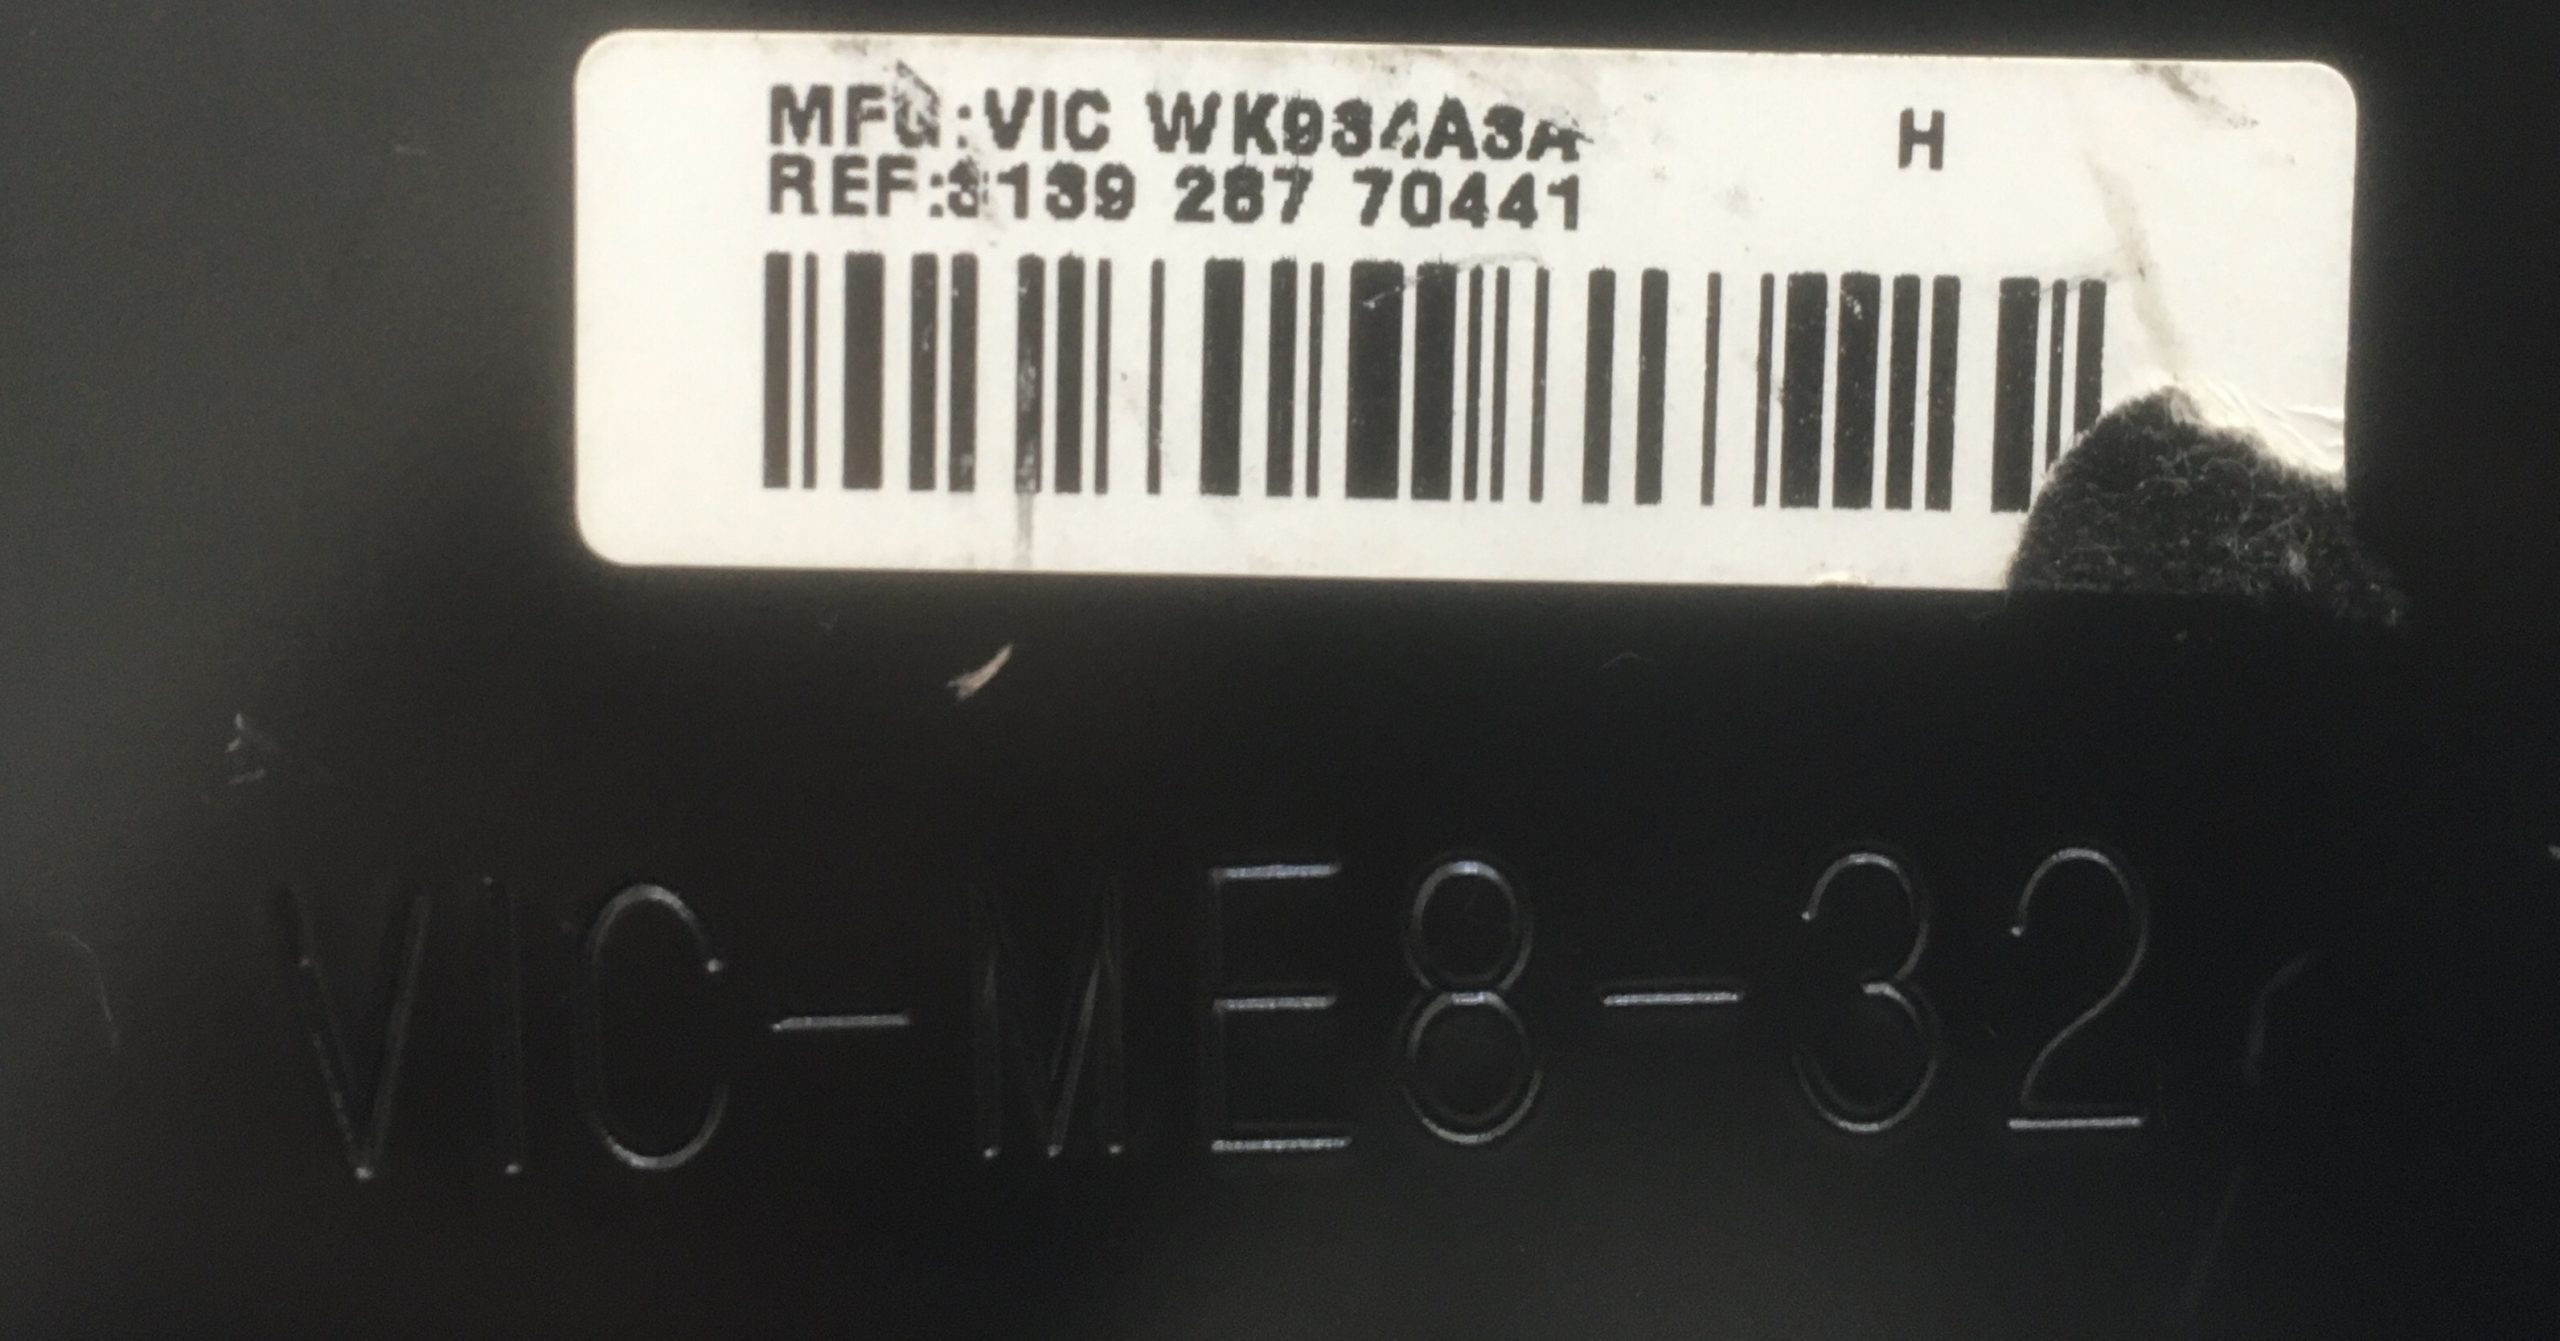 MFG:VIC WK934A3A H
REF:3139 267 70441
VIC-ME8-32